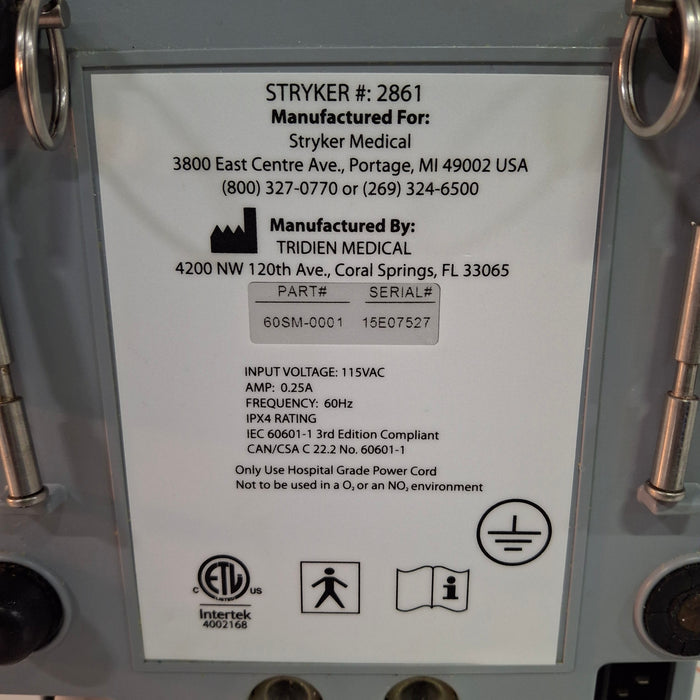 STRYKER #: 2861
Manufactured For:
Stryker Medical
3800 East Centre Ave., Portage, MI 49002 USA
(800) 327-0770 or (269) 324-6500
Manufactured By:
TRIDIEN MEDICAL
4200 NW 120th Ave., Coral Springs, FL 33065
PART# SERIAL#
60SM-0001 15E07527
INPUT VOLTAGE: 115VAC
AMP: 0.25A
FREQUENCY: 60Hz
IPX4 RATING
IEC 60601-1 3rd Edition Compliant
CAN/CSA C 22.2 No. 60601-1
Only Use Hospital Grade Power Cord
Not to be used in a O₂ or an NO₂ environment
C ETL US
LISTED
Intertek
4002168
i